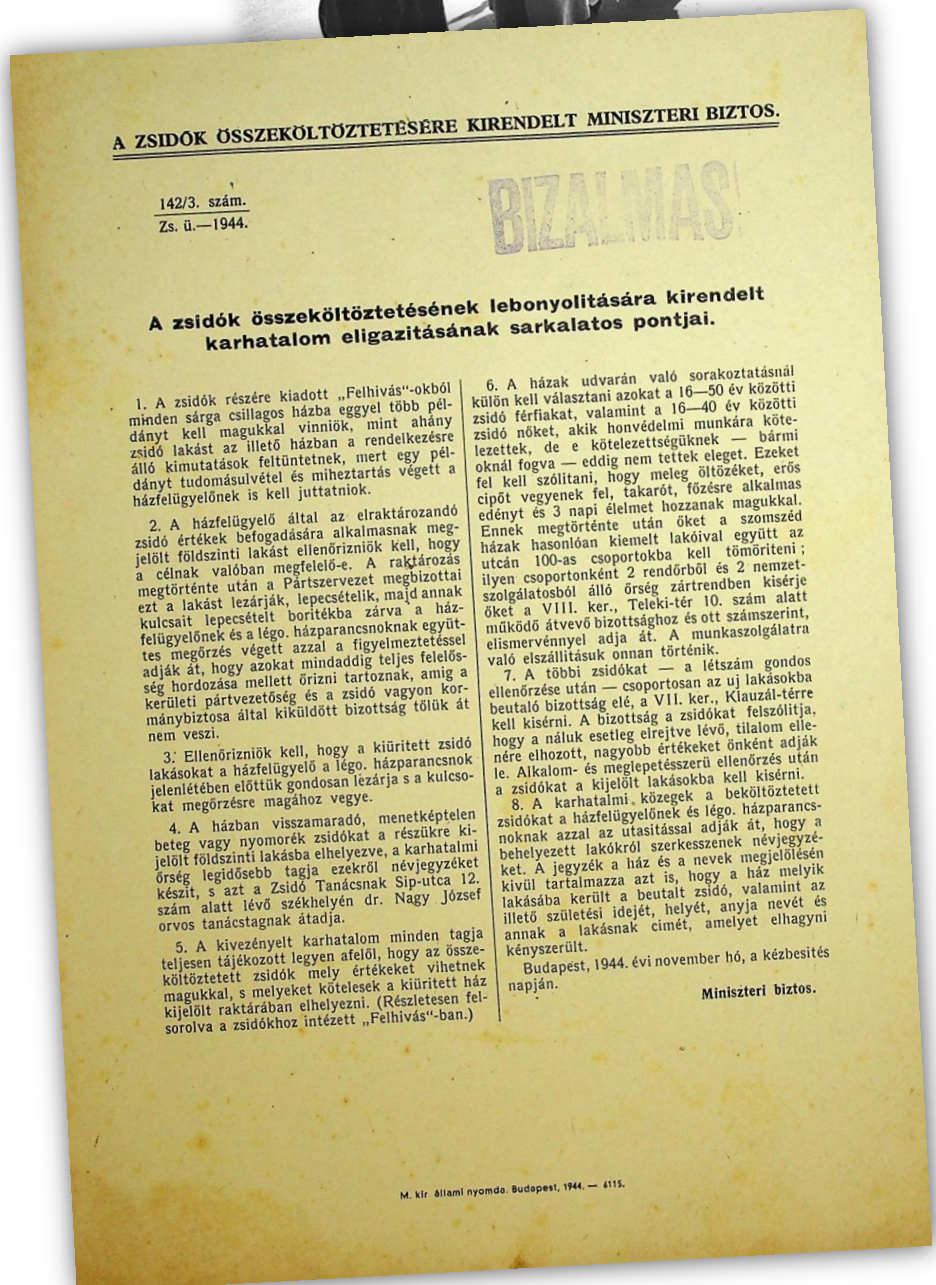 A ZSIDÓK ÖSSZEKÖLTÖZTETÉSÉRE KIRENDELT MINISZTERI BIZTOS.
142/3. szám.
Zs. ü.—1944.
BIZALMAS!
A zsidók összeköltöztetésének lebonyolitására kirendelt
karhatalom eligazitásának sarkalatos pontjai.
1. A zsidók részére kiadott „Felhivás“-okból
minden sárga csillagos házba eggyel több pél-
dányt kell magukkal vinniök, mint ahány
zsidó lakást az illető házban a rendelkezésre
álló kimutatások feltüntetnek, mert egy pél-
dányt tudomásulvétel és miheztartás végett a
házfelügyelőnek is kell juttatniok.
2. A házfelügyelő által az elraktározandó
zsidó értékek befogadására alkalmasnak meg-
jelölt földszinti lakást ellenőrizniök kell, hogy
a célnak valóban megfelelő-e. A raktározás
megtörténte után a Pártszervezet megbizottai
ezt a lakást lezárják, lepecsételik, majd annak
kulcsait lepecsételt boritékba zárva a ház-
felügyelőnek és a légo. házparancsnoknak együt-
tes megőrzés végett azzal a figyelmeztetéssel
adják át, hogy azokat mindaddig teljes felelős-
ség hordozása mellett őrizni tartoznak, amig a
kerületi pártvezetőség és a zsidó vagyon kor-
mánybiztosa által kiküldött bizottság tőlük át
nem veszi.
3. Ellenőrizniök kell, hogy a kiüritett zsidó
lakásokat a házfelügyelő a légo. házparancsnok
jelenlétében előttük gondosan lezárja s a kulcso-
kat megőrzésre magához vegye.
4. A házban visszamaradó, menetképtelen
beteg vagy nyomorék zsidókat a részükre ki-
jelölt földszinti lakásba elhelyezve, a karhatalmi
őrség legidősebb tagja ezekről névjegyzéket
készit, s azt a Zsidó Tanácsnak Sip-utca 12.
szám alatt lévő székhelyén dr. Nagy József
orvos tanácstagnak átadja.
5. A kivezényelt karhatalom minden tagja
teljesen tájékozott legyen afelől, hogy az össze-
költöztetett zsidók mely értékeket vihetnek
magukkal, s melyeket kötelesek a kiüritett ház
kijelölt raktárában elhelyezni. (Részletesen fel-
sorolva a zsidókhoz intézett „Felhivás“-ban.)
6. A házak udvarán való sorakoztatásnál
külön kell választani azokat a 16—50 év közötti
zsidó férfiakat, valamint a 16—40 év közötti
zsidó nőket, akik honvédelmi munkára köte-
lezettek, de e kötelezettségüknek — bármi
oknál fogva — eddig nem tettek eleget. Ezeket
fel kell szólitani, hogy meleg öltözéket, erős
cipőt vegyenek fel, takarót, főzésre alkalmas
edényt és 3 napi élelmet hozzanak magukkal.
Ennek megtörténte után őket a szomszéd
házak hasonlóan kiemelt lakóival együtt az
utcán 100-as csoportokba kell tömöriteni ;
ilyen csoportonként 2 rendőrből és 2 nemzet-
szolgálatosból álló őrség zártrendben kisérje
őket a VIII. ker., Teleki-tér 10. szám alatt
működő átvevő bizottsághoz és ott számszerint,
elismervénnyel adja át. A munkaszolgálatra
való elszállitásuk onnan történik.
7. A többi zsidókat — a létszám gondos
ellenőrzése után — csoportosan az uj lakásokba
beutaló bizottság elé, a VII. ker., Klauzál-térre
kell kisérni. A bizottság a zsidókat felszólitja,
hogy a náluk esetleg elrejtve lévő, tilalom elle-
nére elhozott, nagyobb értékeket önként adják
le. Alkalom- és meglepetésszerü ellenőrzés után
a zsidókat a kijelölt lakásokba kell kisérni.
8. A karhatalmi közegek a beköltöztetett
zsidókat a házfelügyelőnek és légo. házparancs-
noknak azzal az utasitással adják át, hogy a
behelyezett lakókról szerkesszenek névjegyzé-
ket. A jegyzék a ház és a nevek megjelölésén
kivül tartalmazza azt is, hogy a ház melyik
lakásába került a beutalt zsidó, valamint az
illető születési idejét, helyét, anyja nevét és
annak a lakásnak cimét, amelyet elhagyni
kényszerült.
Budapest, 1944. évi november hó, a kézbesités
napján.
Miniszteri biztos.
M. kir állami nyomda. Budapest, 1944. — 6115.